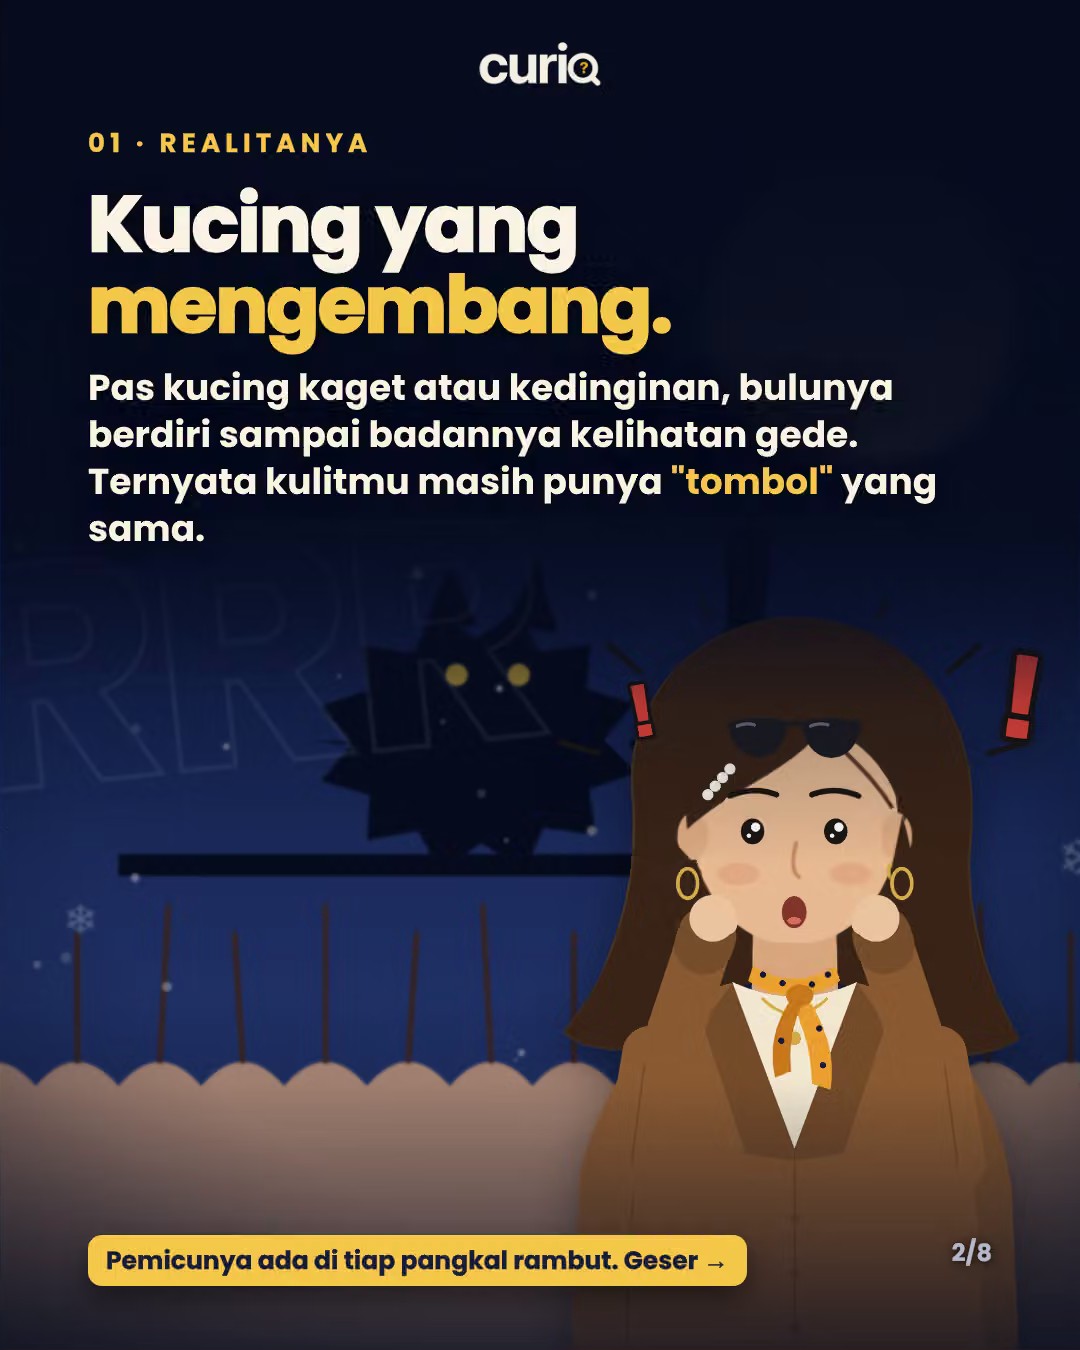 curiQ
01 · REALITANYA
Kucing yang
mengembang.
Pas kucing kaget atau kedinginan, bulunya
berdiri sampai badannya kelihatan gede.
Ternyata kulitmu masih punya "tombol" yang
sama.
RRR
!
!
Pemicunya ada di tiap pangkal rambut. Geser →
2/8